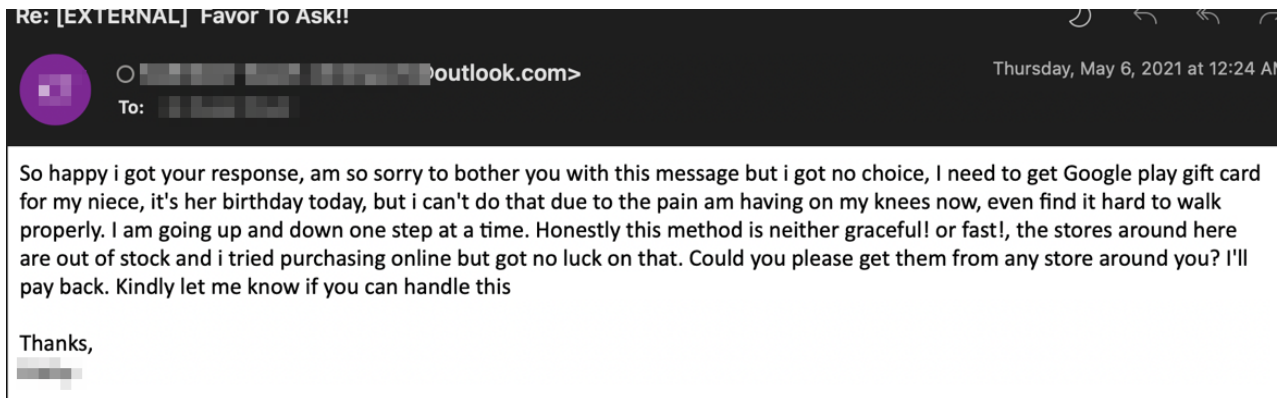 Re: [EXTERNAL] Favor To Ask!!
outlook.com>
Thursday, May 6, 2021 at 12:24 AM
To:
So happy i got your response, am so sorry to bother you with this message but i got no choice, I need to get Google play gift card
for my niece, it's her birthday today, but i can't do that due to the pain am having on my knees now, even find it hard to walk
properly. I am going up and down one step at a time. Honestly this method is neither graceful! or fast!, the stores around here
are out of stock and i tried purchasing online but got no luck on that. Could you please get them from any store around you? I'll
pay back. Kindly let me know if you can handle this
Thanks,